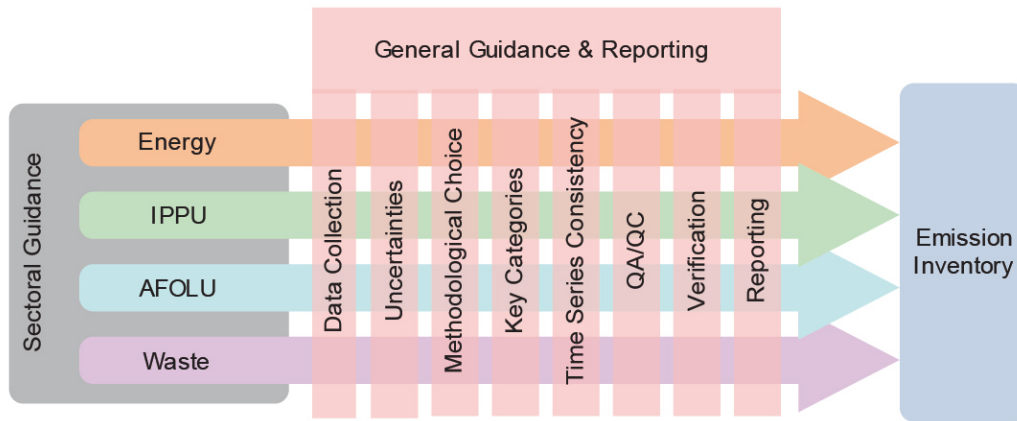 General Guidance & Reporting
Sectoral Guidance
Energy
IPPU
AFOLU
Waste
Data Collection
Uncertainties
Methodological Choice
Key Categories
Time Series Consistency
QA/QC
Verification
Reporting
Emission
Inventory